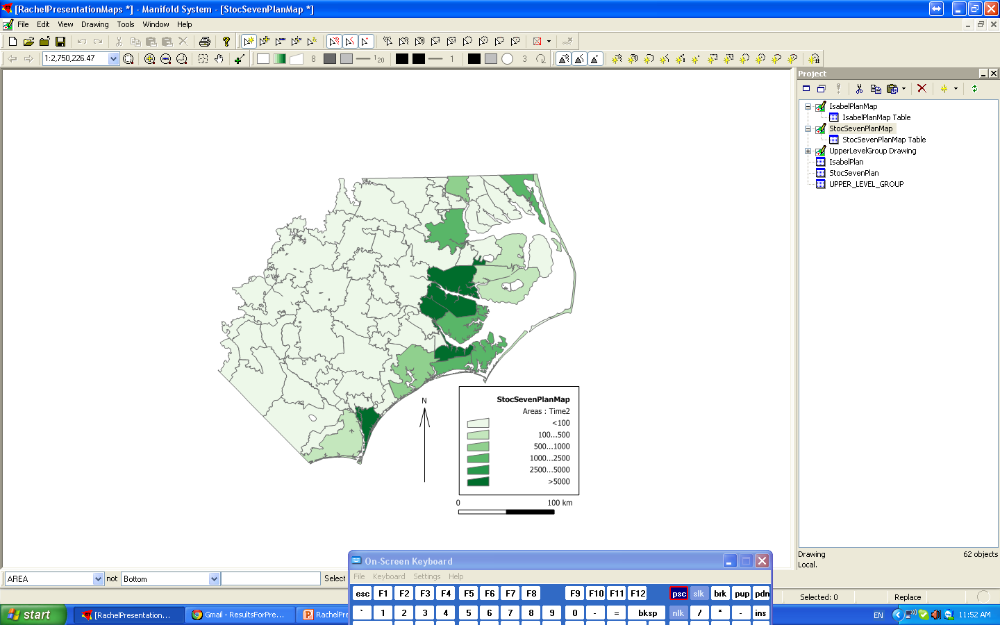 [RachelPresentationMaps *] - Manifold System - [StocSevenPlanMap *]
File Edit View Drawing Tools Window Help
1:2,750,226.47
8
1 20
1
3
Project
IsabelPlanMap
IsabelPlanMap Table
StocSevenPlanMap
StocSevenPlanMap Table
UpperLevelGroup Drawing
IsabelPlan
StocSevenPlan
UPPER_LEVEL_GROUP
N
StocSevenPlanMap
Areas : Time2
<100
100...500
500...1000
1000...2500
2500...5000
>5000
0 100 km
Drawing 62 objects
Local.
AREA not Bottom Select
On-Screen Keyboard
File Keyboard Settings Help
esc F1 F2 F3 F4 F5 F6 F7 F8 F9 F10 F11 F12 psc slk brk pup pdn
` 1 2 3 4 5 6 7 8 9 0 - = bksp nlk / * - ins
Selected: 0 Replace
start [RachelPresentation... Gmail - ResultsForPre... RachelPre EN 11:52 AM